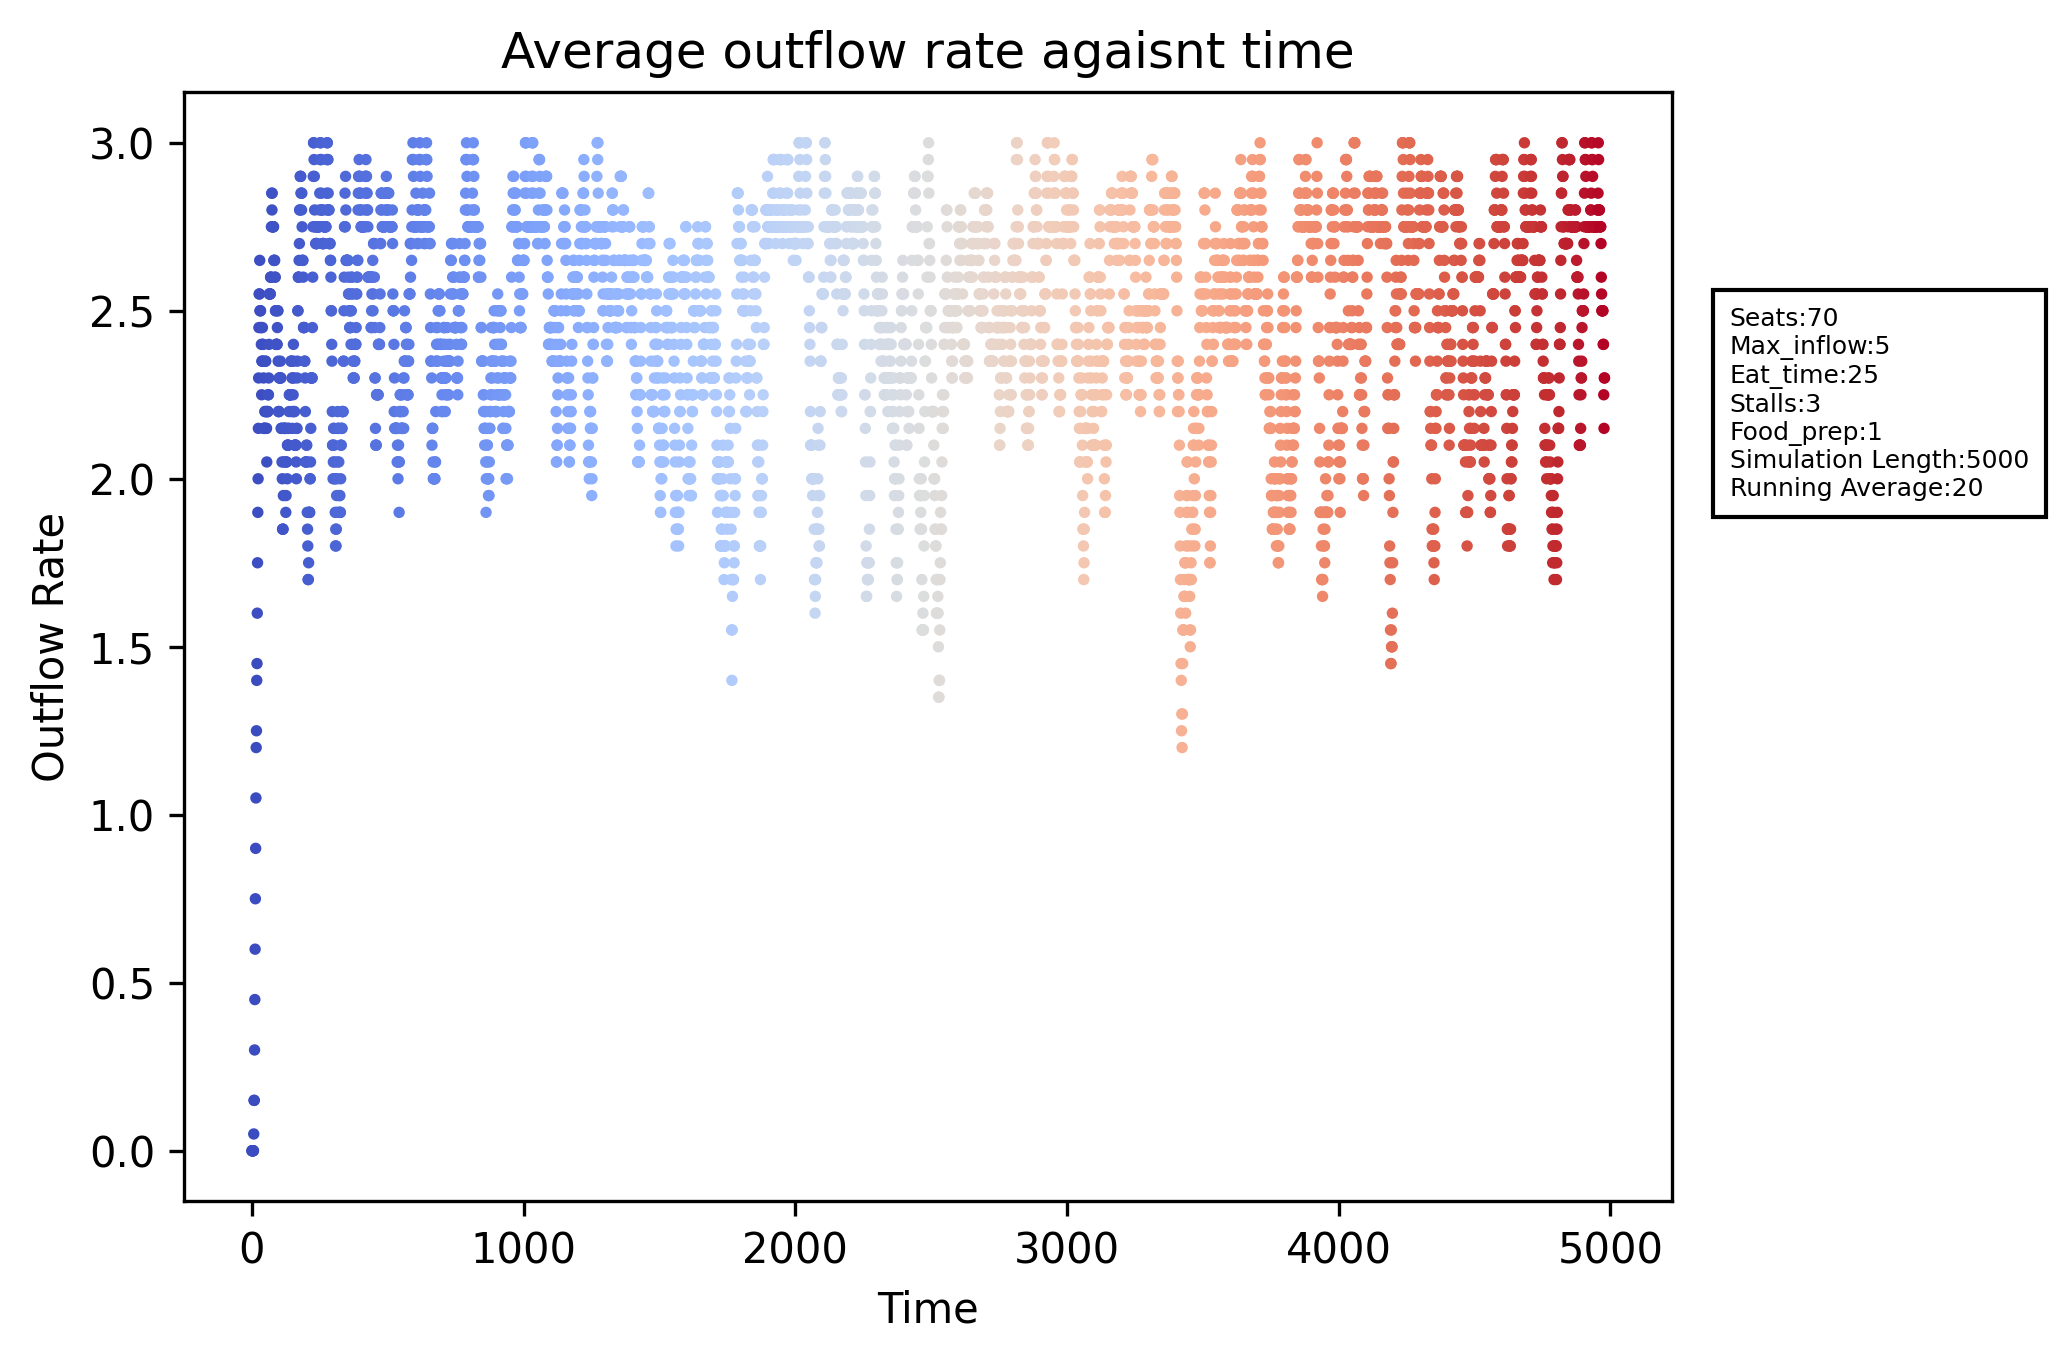 Average outflow rate agaisnt time
3.0
2.5
2.0
1.5
1.0
0.5
0.0
Outflow Rate
0 1000 2000 3000 4000 5000
Time
Seats:70
Max_inflow:5
Eat_time:25
Stalls:3
Food_prep:1
Simulation Length:5000
Running Average:20